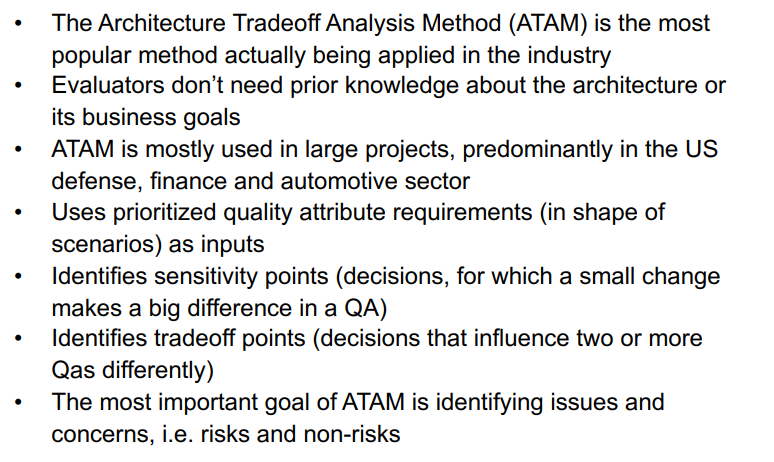 • The Architecture Tradeoff Analysis Method (ATAM) is the most
popular method actually being applied in the industry
• Evaluators don't need prior knowledge about the architecture or
its business goals
• ATAM is mostly used in large projects, predominantly in the US
defense, finance and automotive sector
• Uses prioritized quality attribute requirements (in shape of
scenarios) as inputs
• Identifies sensitivity points (decisions, for which a small change
makes a big difference in a QA)
• Identifies tradeoff points (decisions that influence two or more
Qas differently)
• The most important goal of ATAM is identifying issues and
concerns, i.e. risks and non-risks